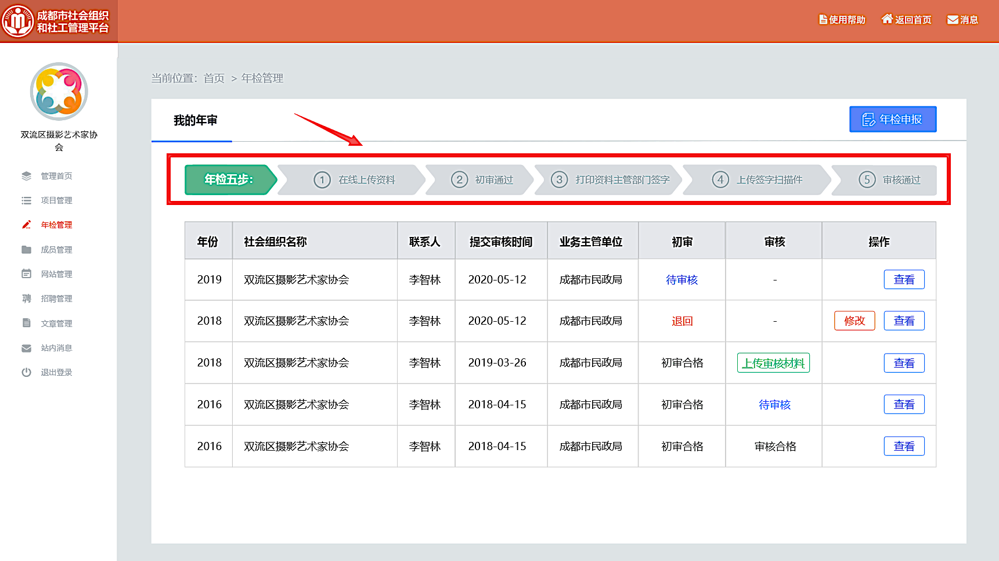 成都市社会组织
和社工管理平台
使用帮助 返回首页 消息
双流区摄影艺术家协
会
管理首页
项目管理
年检管理
成员管理
网站管理
聘 招聘管理
文章管理
站内消息
退出登录
当前位置：首页 > 年检管理
我的年审
年检申报
年检五步： 1 在线上传资料 2 初审通过 3 打印资料主管部门签字 4 上传签字扫描件 5 审核通过
年份 社会组织名称 联系人 提交审核时间 业务主管单位 初审 审核 操作
2019 双流区摄影艺术家协会 李智林 2020-05-12 成都市民政局 待审核 - 查看
2018 双流区摄影艺术家协会 李智林 2020-05-12 成都市民政局 退回 - 修改 查看
2018 双流区摄影艺术家协会 李智林 2019-03-26 成都市民政局 初审合格 上传审核材料 查看
2016 双流区摄影艺术家协会 李智林 2018-04-15 成都市民政局 初审合格 待审核 查看
2016 双流区摄影艺术家协会 李智林 2018-04-15 成都市民政局 初审合格 审核合格 查看